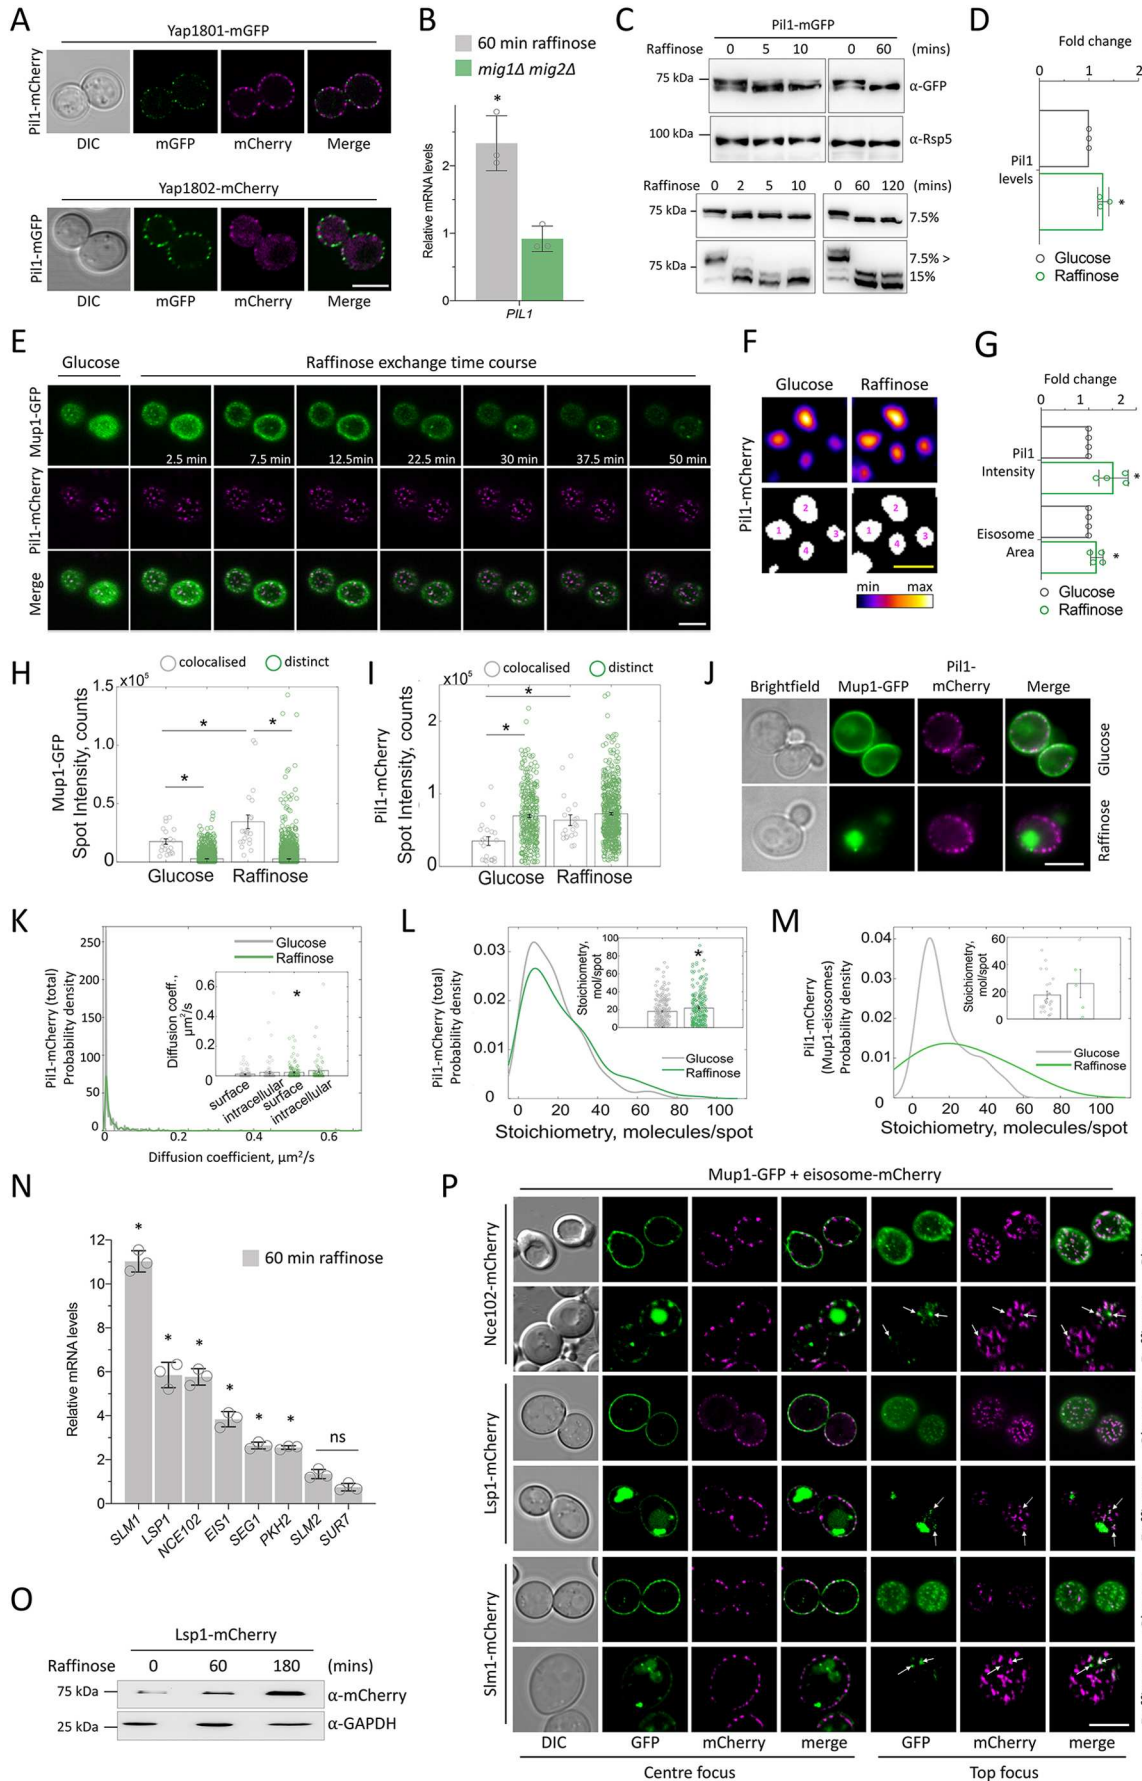 A
Yap1801-mGFP
Pil1-mCherry
DIC mGFP mCherry Merge
Yap1802-mCherry
Pil1-mGFP
DIC mGFP mCherry Merge
B
60 min raffinose
mig1Δ mig2Δ
Relative mRNA levels
3
2
1
0
*
PIL1
C
Pil1-mGFP
Raffinose 0 5 10 0 60 (mins)
75 kDa
α-GFP
100 kDa
α-Rsp5
Raffinose 0 2 5 10 0 60 120 (mins)
75 kDa
7.5%
75 kDa
7.5% >
15%
D
Fold change
0 1 2
Pil1
levels
*
Glucose
Raffinose
E
Glucose Raffinose exchange time course
Mup1-GFP
2.5 min 7.5 min 12.5min 22.5 min 30 min 37.5 min 50 min
Pil1-mCherry
Merge
F
Glucose Raffinose
Pil1-mCherry
1 2 3 4
1 2 3 4
min max
G
Fold change
0 1 2
Pil1
Intensity
*
Eisosome
Area
*
Glucose
Raffinose
H
colocalised distinct
x10⁵
Mup1-GFP
Spot Intensity, counts
1.5
1.0
0.5
0
* * *
Glucose Raffinose
I
colocalised distinct
x10⁵
Pil1-mCherry
Spot Intensity, counts
2
1
0
* *
Glucose Raffinose
J
Brightfield Mup1-GFP Pil1-
mCherry Merge
Glucose
Raffinose
K
Pil1-mCherry (total)
Probability density
250
200
150
100
50
0
Glucose
Raffinose
Diffusion coeff.,
μm²/s
0.6
0.4
0.2
0
*
surface intracellular surface intracellular
0 0.2 0.4 0.6
Diffusion coefficient, μm²/s
L
Pil1-mCherry (total)
Probability density
0.03
0.02
0.01
0
Stoichiometry,
mol/spot
100
80
60
40
20
0
*
Glucose
Raffinose
0 20 40 60 80 100
Stoichiometry, molecules/spot
M
Pil1-mCherry
(Mup1-eisosomes)
Probability density
0.04
0.03
0.02
0.01
0
Stoichiometry,
mol/spot
60
40
20
0
Glucose
Raffinose
0 20 40 60 80 100
Stoichiometry, molecules/spot
N
60 min raffinose
Relative mRNA levels
12
10
8
6
4
2
0
* * * * * * ns
SLM1 LSP1 NCE102 EIS1 SEG1 PKH2 SLM2 SUR7
O
Lsp1-mCherry
Raffinose 0 60 180 (mins)
75 kDa
α-mCherry
25 kDa
α-GAPDH
P
Mup1-GFP + eisosome-mCherry
Nce102-mCherry
Lsp1-mCherry
Slm1-mCherry
DIC GFP mCherry merge GFP mCherry merge
Centre focus Top focus